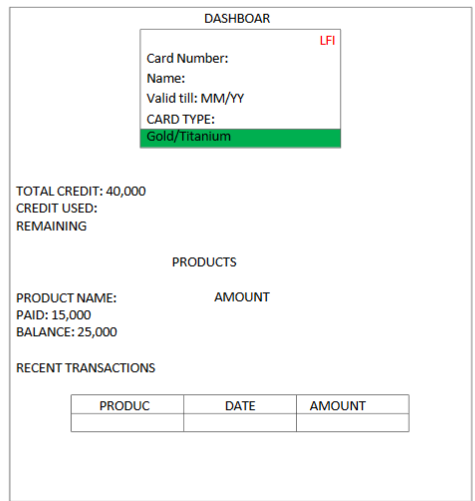 DASHBOAR
LFI
Card Number:
Name:
Valid till: MM/YY
CARD TYPE:
Gold/Titanium
TOTAL CREDIT: 40,000
CREDIT USED:
REMAINING
PRODUCTS
PRODUCT NAME: AMOUNT
PAID: 15,000
BALANCE: 25,000
RECENT TRANSACTIONS
PRODUC DATE AMOUNT